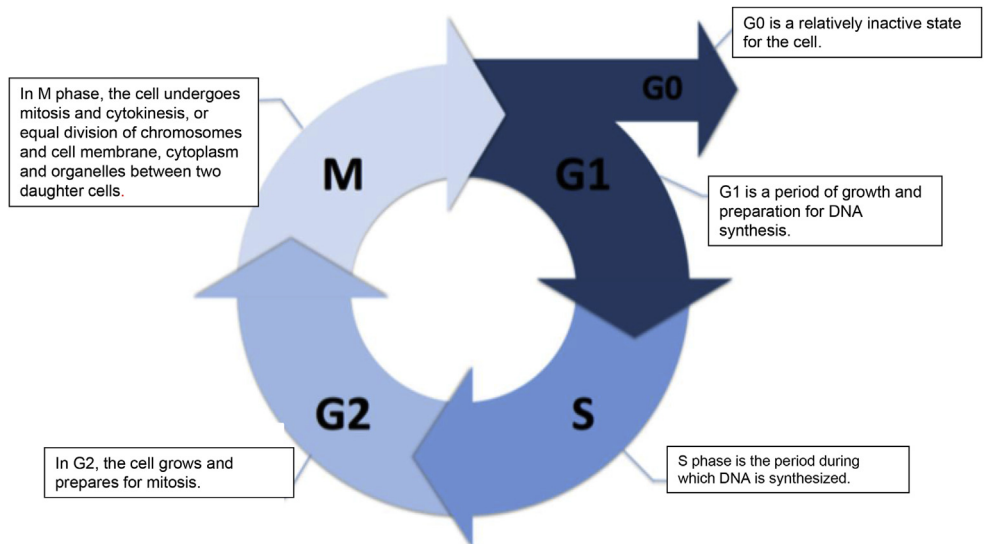 G0 is a relatively inactive state
for the cell.
G0
In M phase, the cell undergoes
mitosis and cytokinesis, or
equal division of chromosomes
and cell membrane, cytoplasm
and organelles between two
daughter cells.
M
G1
G1 is a period of growth and
preparation for DNA
synthesis.
G2
S
In G2, the cell grows and
prepares for mitosis.
S phase is the period during
which DNA is synthesized.